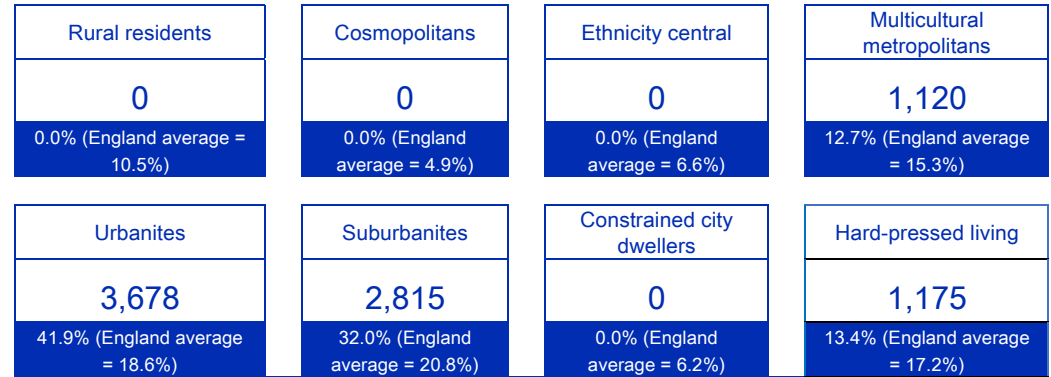 Rural residents
0
0.0% (England average =
10.5%)
Cosmopolitans
0
0.0% (England
average = 4.9%)
Ethnicity central
0
0.0% (England
average = 6.6%)
Multicultural
metropolitans
1,120
12.7% (England average
= 15.3%)
Urbanites
3,678
41.9% (England average
= 18.6%)
Suburbanites
2,815
32.0% (England
average = 20.8%)
Constrained city
dwellers
0
0.0% (England
average = 6.2%)
Hard-pressed living
1,175
13.4% (England average
= 17.2%)